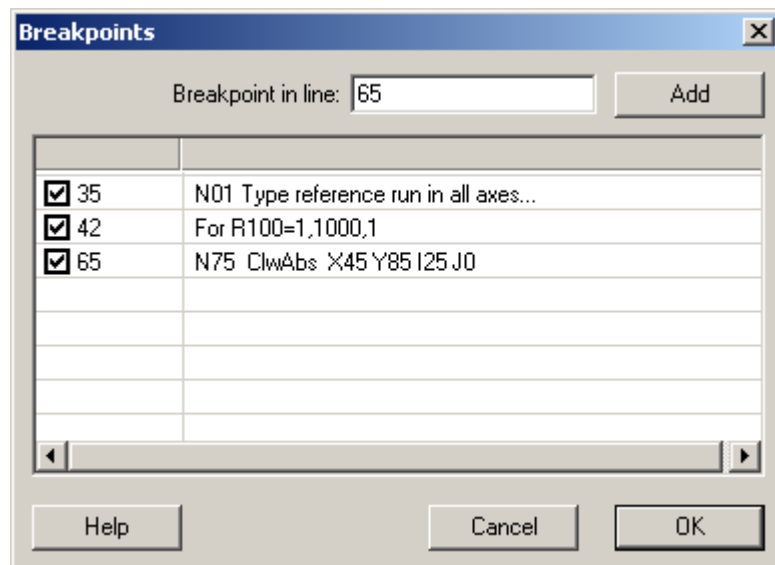 Breakpoints
Breakpoint in line: 65 Add
35 N01 Type reference run in all axes...
42 For R100=1,1000,1
65 N75 ClwAbs X45 Y85 I25 J0
Help Cancel OK